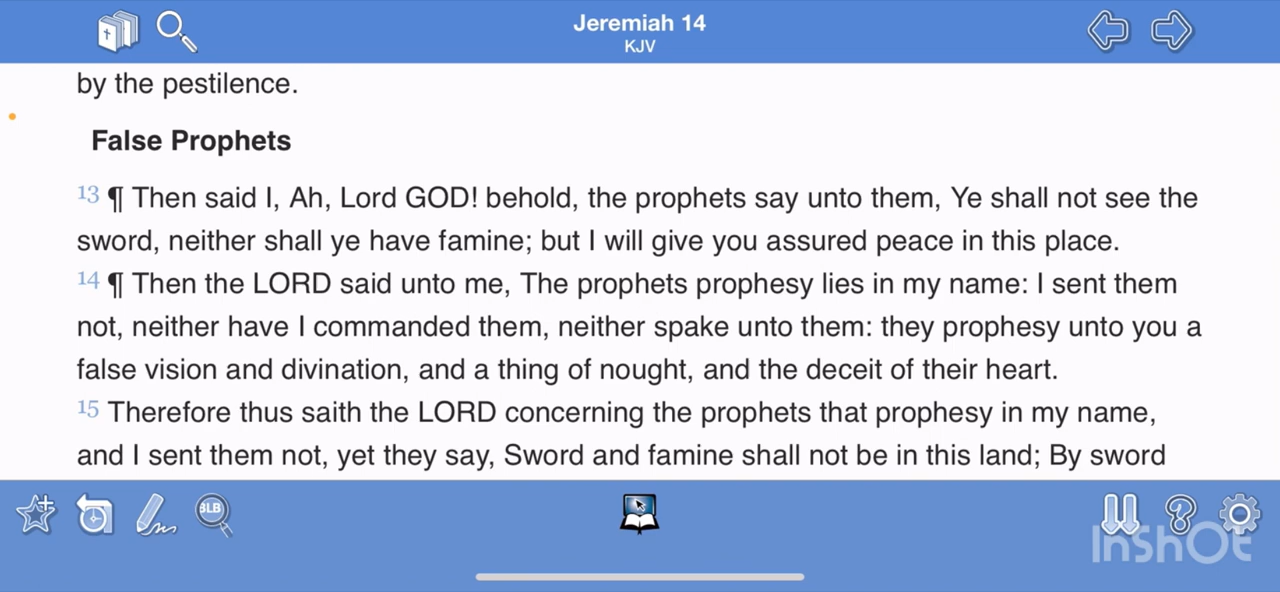 Jeremiah 14
KJV
by the pestilence.
False Prophets
13 ¶ Then said I, Ah, Lord GOD! behold, the prophets say unto them, Ye shall not see the
sword, neither shall ye have famine; but I will give you assured peace in this place.
14 ¶ Then the LORD said unto me, The prophets prophesy lies in my name: I sent them
not, neither have I commanded them, neither spake unto them: they prophesy unto you a
false vision and divination, and a thing of nought, and the deceit of their heart.
15 Therefore thus saith the LORD concerning the prophets that prophesy in my name,
and I sent them not, yet they say, Sword and famine shall not be in this land; By sword
BLB
InShOt